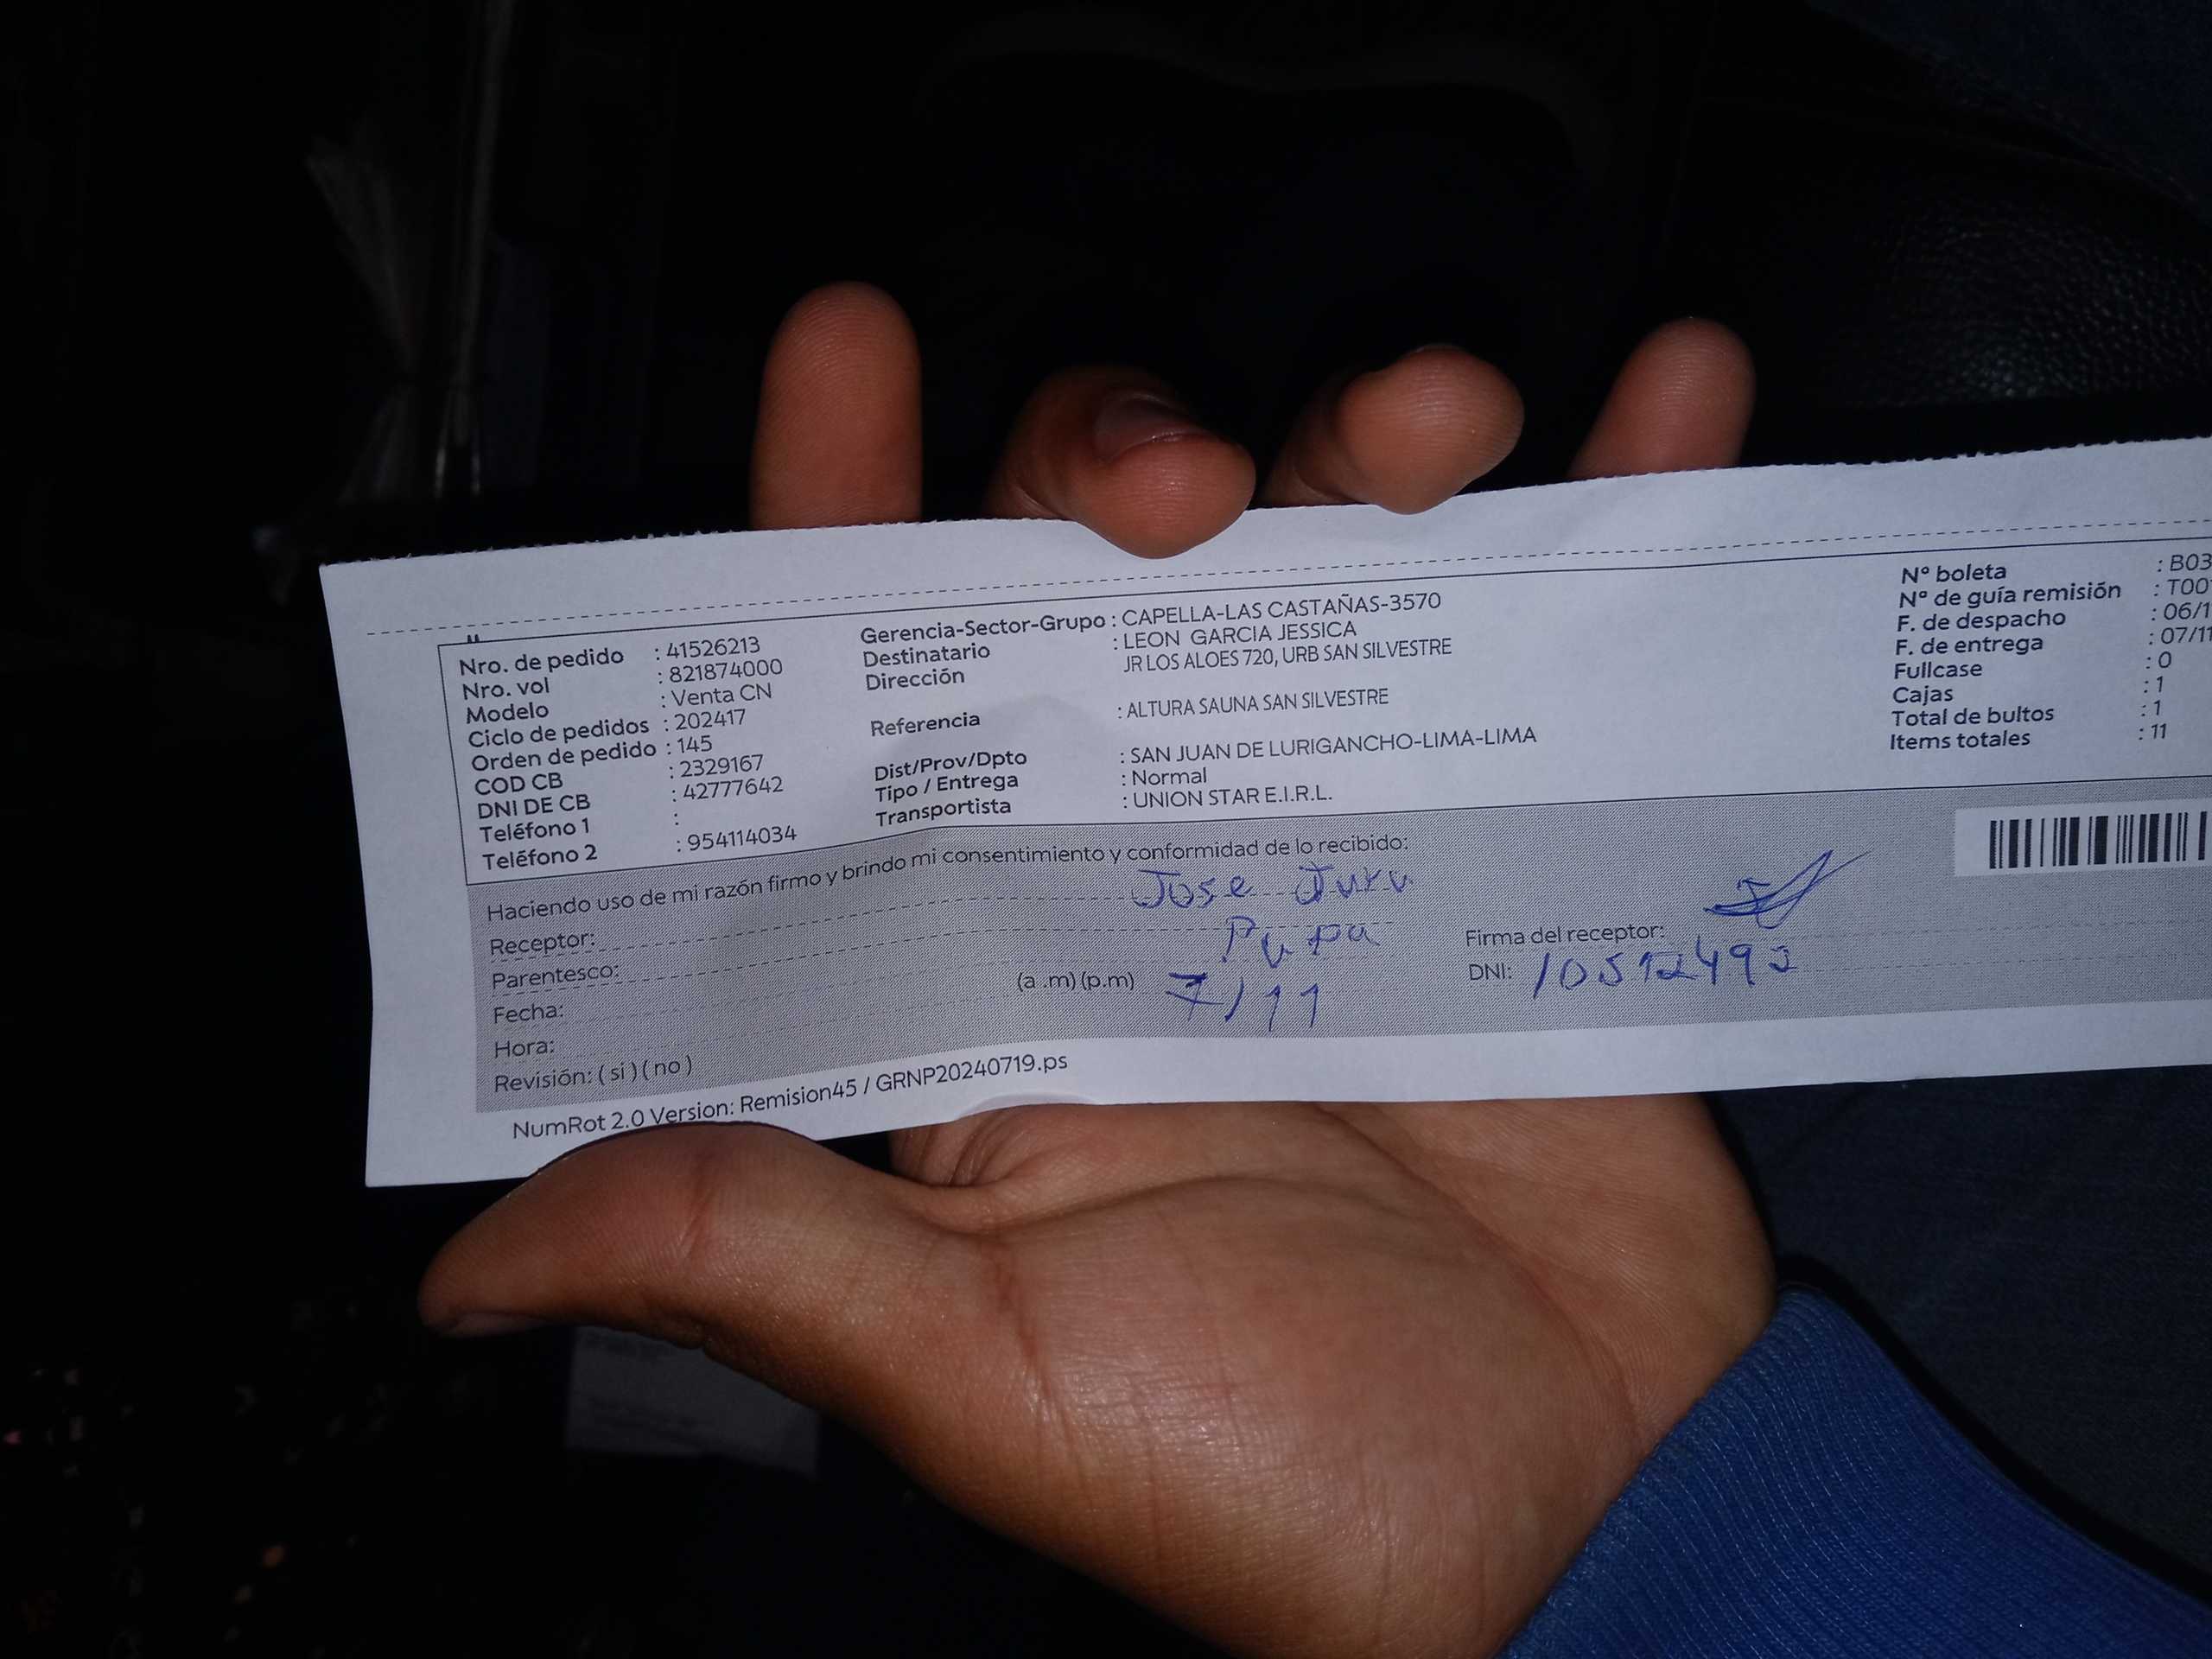 Nro. de pedido : 41526213
Nro. vol : 821874000
Modelo : Venta CN
Ciclo de pedidos : 202417
Orden de pedido : 145
COD CB : 2329167
DNI DE CB : 42777642
Teléfono 1 :
Teléfono 2 : 954114034
Gerencia-Sector-Grupo : CAPELLA-LAS CASTAÑAS-3570
Destinatario : LEON GARCIA JESSICA
Dirección JR LOS ALOES 720, URB SAN SILVESTRE
Referencia : ALTURA SAUNA SAN SILVESTRE
Dist/Prov/Dpto : SAN JUAN DE LURIGANCHO-LIMA-LIMA
Tipo / Entrega : Normal
Transportista : UNION STAR E.I.R.L.
Nº boleta : B03
Nº de guía remisión : T00
F. de despacho : 06/1
F. de entrega : 07/11
Fullcase : 0
Cajas : 1
Total de bultos : 1
Items totales : 11
Haciendo uso de mi razón firmo y brindo mi consentimiento y conformidad de lo recibido:
Receptor: Jose
Parentesco:
Fecha: 7/11
Hora: (a .m) (p.m)
Revisión: ( si ) ( no )
Firma del receptor:
DNI:
NumRot 2.0 Version: Remision45 / GRNP20240719.ps